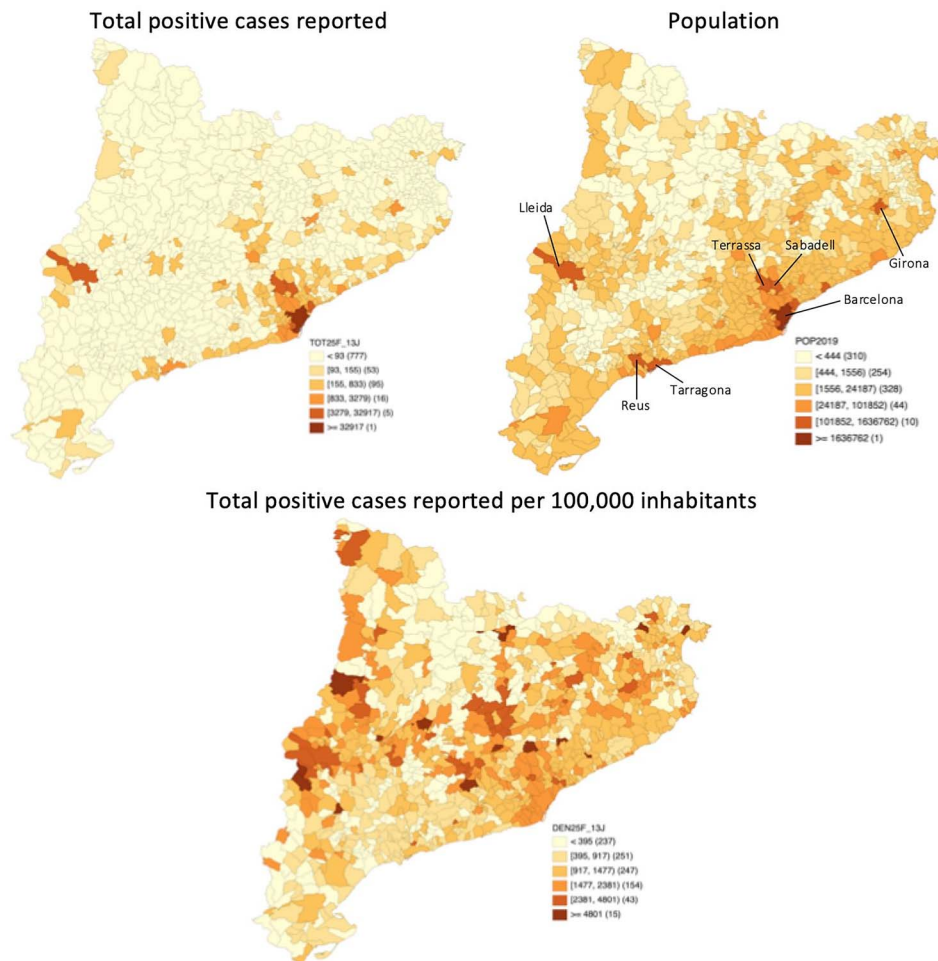 Total positive cases reported
Population
Lleida
Terrassa
Sabadell
Girona
Barcelona
Tarragona
Reus
TOT25F_13J
< 93 (777)
[93, 155) (53)
[155, 833) (95)
[833, 3279) (16)
[3279, 32917) (5)
>= 32917 (1)
POP2019
< 444 (310)
[444, 1556) (254)
[1556, 24187) (328)
[24187, 101852) (44)
[101852, 1636762) (10)
>= 1636762 (1)
Total positive cases reported per 100,000 inhabitants
DEN25F_13J
< 395 (237)
[395, 917) (251)
[917, 1477) (247)
[1477, 2381) (154)
[2381, 4801) (43)
>= 4801 (15)